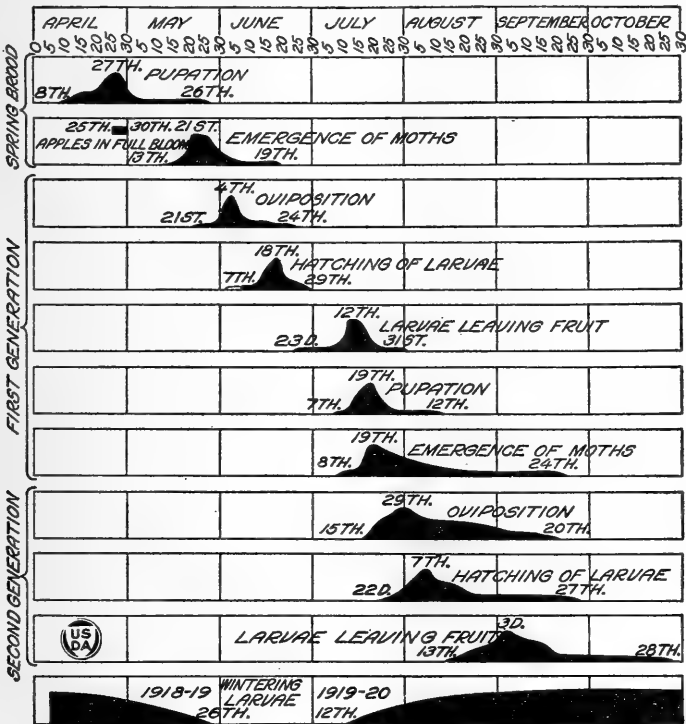 APRIL MAY JUNE JULY AUGUST SEPTEMBER OCTOBER
0 5 10 15 20 25 30 5 10 15 20 25 30 5 10 15 20 25 30 5 10 15 20 25 30 5 10 15 20 25 30 5 10 15 20 25 30 5 10 15 20 25 30
SPRING BROOD
27TH. PUPATION
8TH. 26TH.
25TH. 30TH. 21ST. EMERGENCE OF MOTHS
APPLES IN FULL BLOOM
13TH. 19TH.
FIRST GENERATION
4TH. OVIPOSITION
21ST. 24TH.
18TH.
HATCHING OF LARVAE
7TH. 29TH.
12TH.
LARVAE LEAVING FRUIT
23D. 31ST.
19TH.
PUPATION
7TH. 12TH.
19TH.
EMERGENCE OF MOTHS
8TH. 24TH.
SECOND GENERATION
29TH.
OVIPOSITION
15TH. 20TH.
7TH.
HATCHING OF LARVAE
22D. 27TH.
US
DA
3D.
LARVAE LEAVING FRUIT
13TH. 28TH.
1918-19 WINTERING 1919-20
LARVAE
26TH. 12TH.